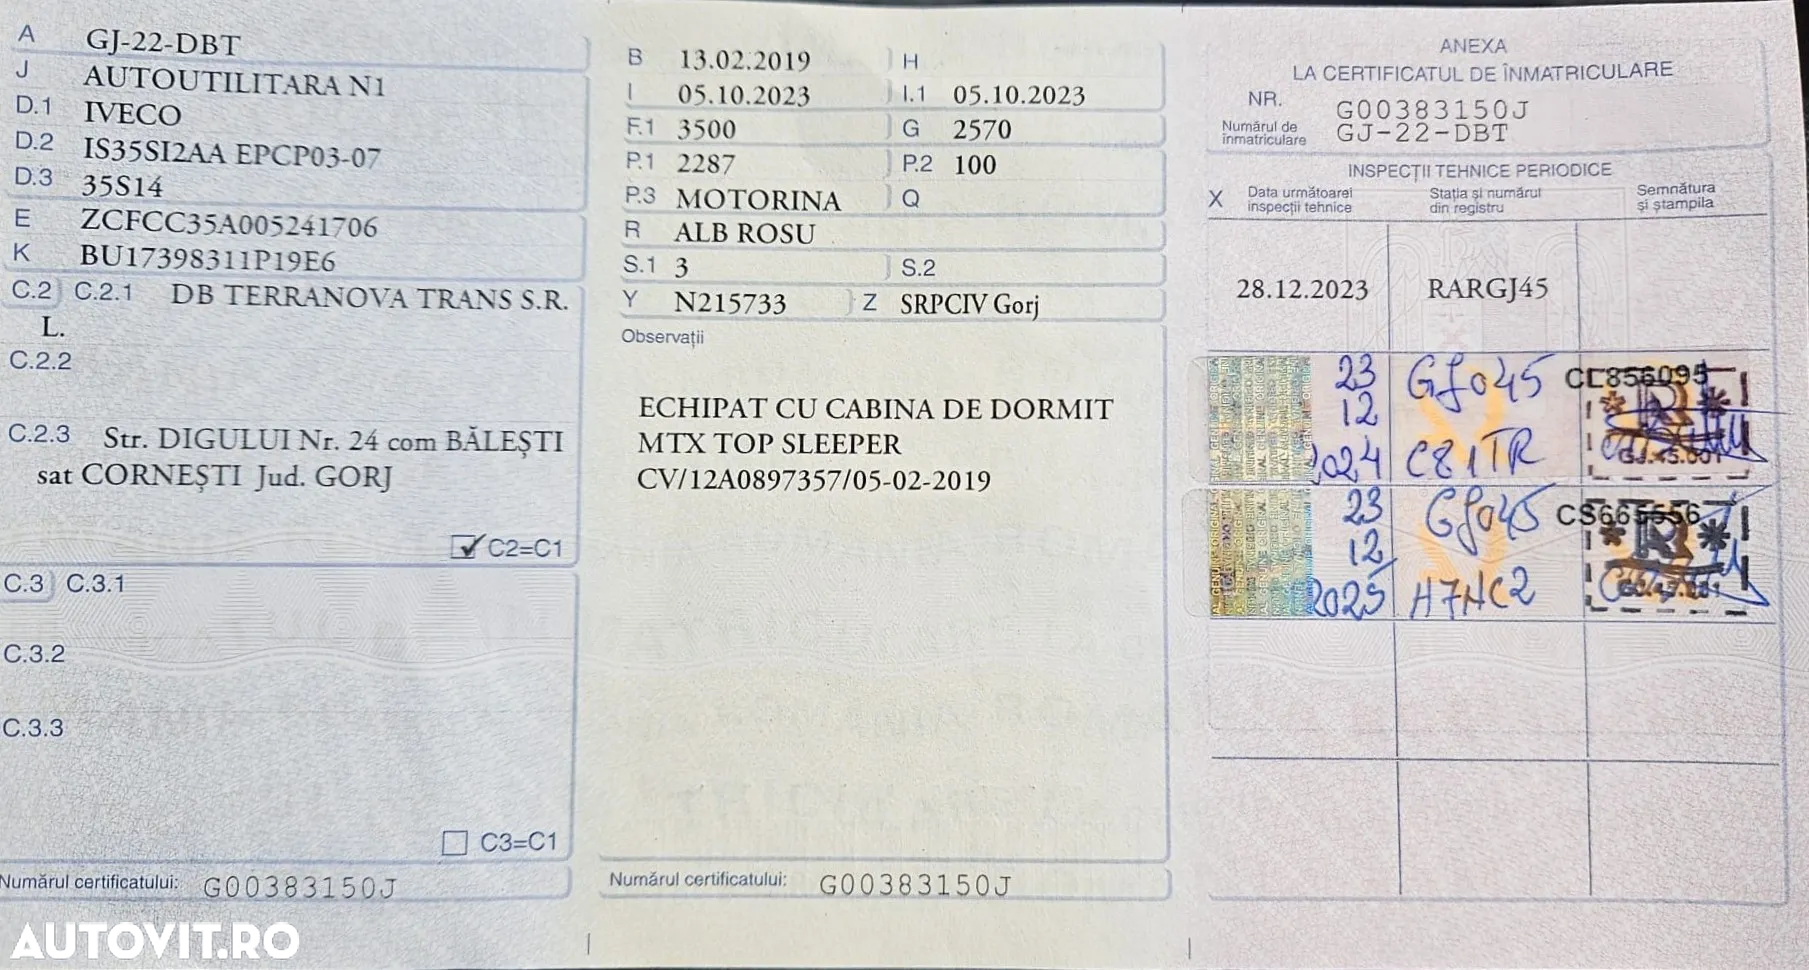 A GJ-22-DBT
J AUTOUTILITARA N1
D.1 IVECO
D.2 IS35SI2AA EPCP03-07
D.3 35S14
E ZCFCC35A005241706
K BU17398311P19E6
C.2 C.2.1 DB TERRANOVA TRANS S.R.
L.
C.2.2
C.2.3 Str. DIGULUI Nr. 24 com BĂLEȘTI
sat CORNEȘTI Jud. GORJ
C2=C1
C.3 C.3.1
C.3.2
C.3.3
C3=C1
Numărul certificatului: G00383150J
B 13.02.2019 H
I 05.10.2023 I.1 05.10.2023
F.1 3500 G 2570
P.1 2287 P.2 100
P.3 MOTORINA Q
R ALB ROSU
S.1 3 S.2
Y N215733 Z SRPCIV Gorj
Observații
ECHIPAT CU CABINA DE DORMIT
MTX TOP SLEEPER
CV/12A0897357/05-02-2019
Numărul certificatului: G00383150J
ANEXA
LA CERTIFICATUL DE ÎNMATRICULARE
NR. G00383150J
Numărul de
înmatriculare GJ-22-DBT
INSPECȚII TEHNICE PERIODICE
X Data următoarei
inspecții tehnice
Stația și numărul
din registru
Semnătura
și ștampila
28.12.2023 RARGJ45
23 GJ045 CL856095
12
2024 C81TR
23 GJ045 CS665556
12
2025 H7NC2
AUTOVIT.RO